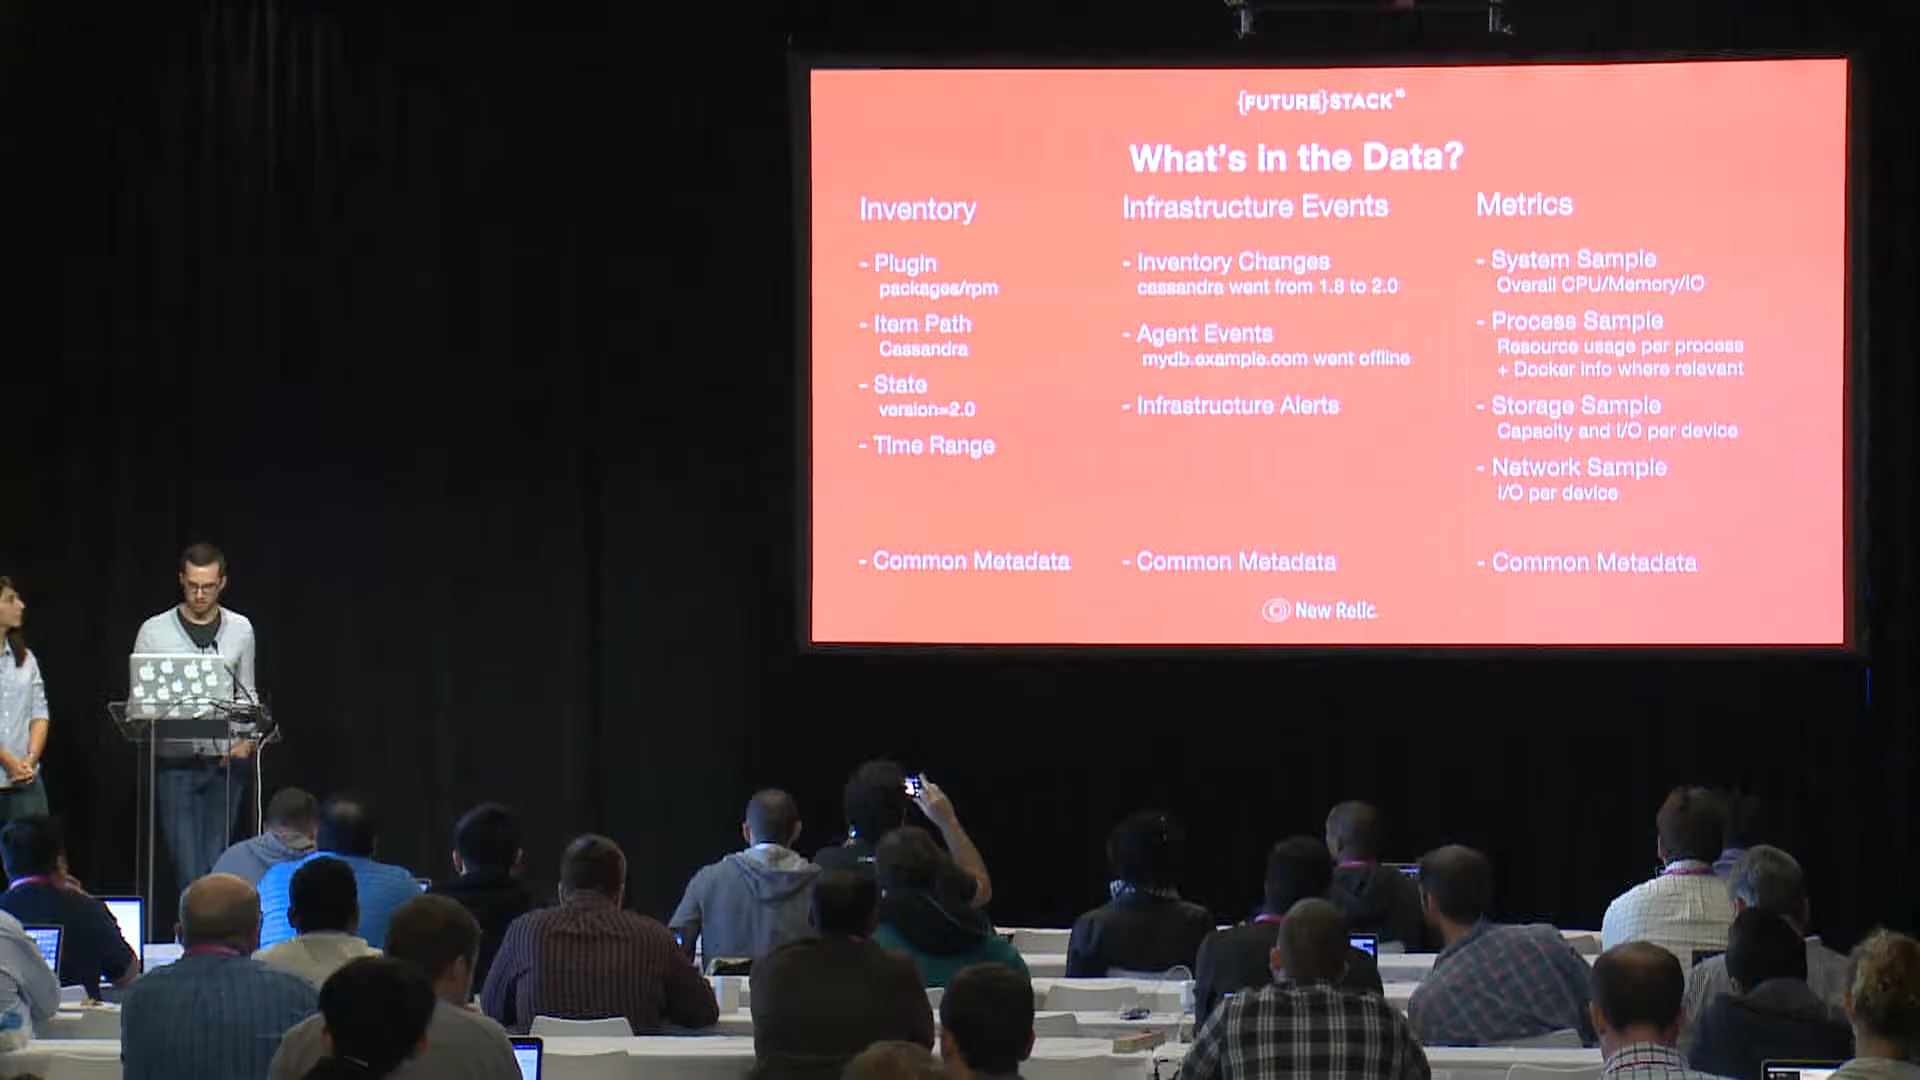 {FUTURE}STACK16
What's in the Data?
Inventory
- Plugin
packages/rpm
- Item Path
Cassandra
- State
version=2.0
- Time Range
- Common Metadata
Infrastructure Events
- Inventory Changes
cassandra went from 1.8 to 2.0
- Agent Events
mydb.example.com went offline
- Infrastructure Alerts
- Common Metadata
Metrics
- System Sample
Overall CPU/Memory/IO
- Process Sample
Resource usage per process
+ Docker info where relevant
- Storage Sample
Capacity and I/O per device
- Network Sample
I/O per device
- Common Metadata
New Relic